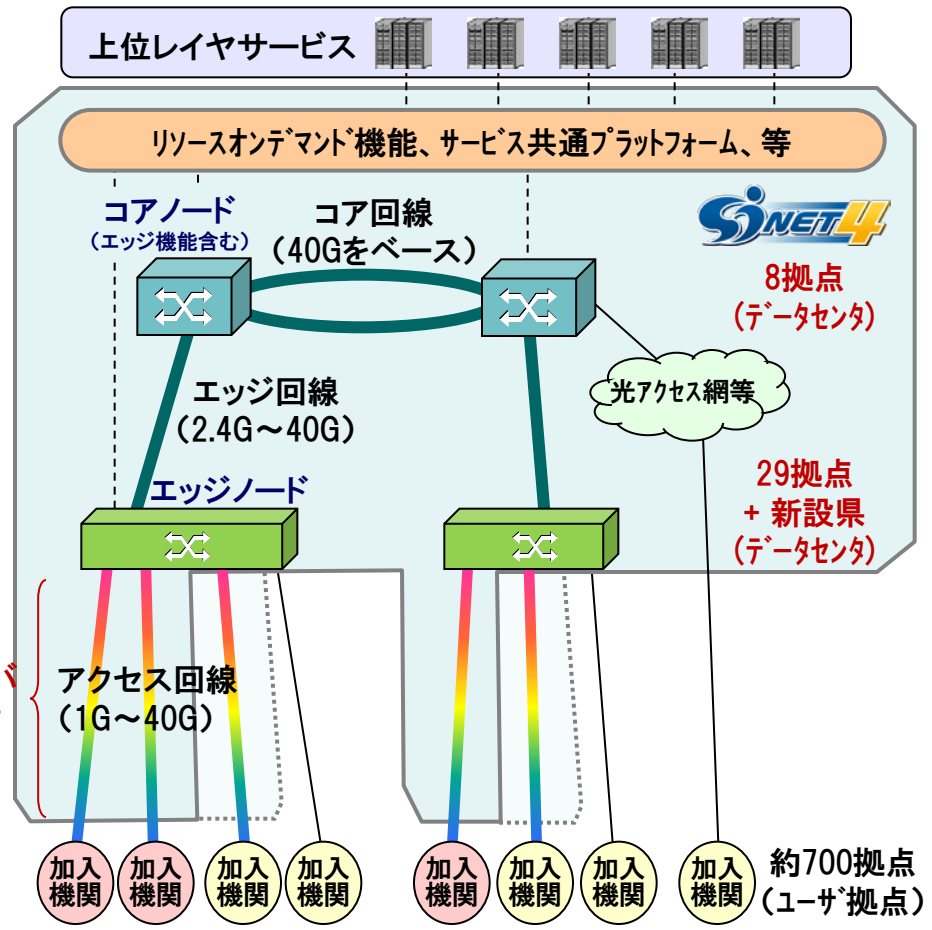 上位レイヤサービス
リソースオンデマンド機能、サービス共通プラットフォーム、等
コアノード
（エッジ機能含む）
コア回線
（40Gをベース）
SINET4
8拠点
（データセンタ）
光アクセス網等
エッジ回線
（2.4G～40G）
エッジノード
29拠点
+ 新設県
（データセンタ）
バ
アクセス回線
（1G～40G）
加入
機関
加入
機関
加入
機関
加入
機関
加入
機関
加入
機関
加入
機関
加入
機関
約700拠点
（ユーザ拠点）